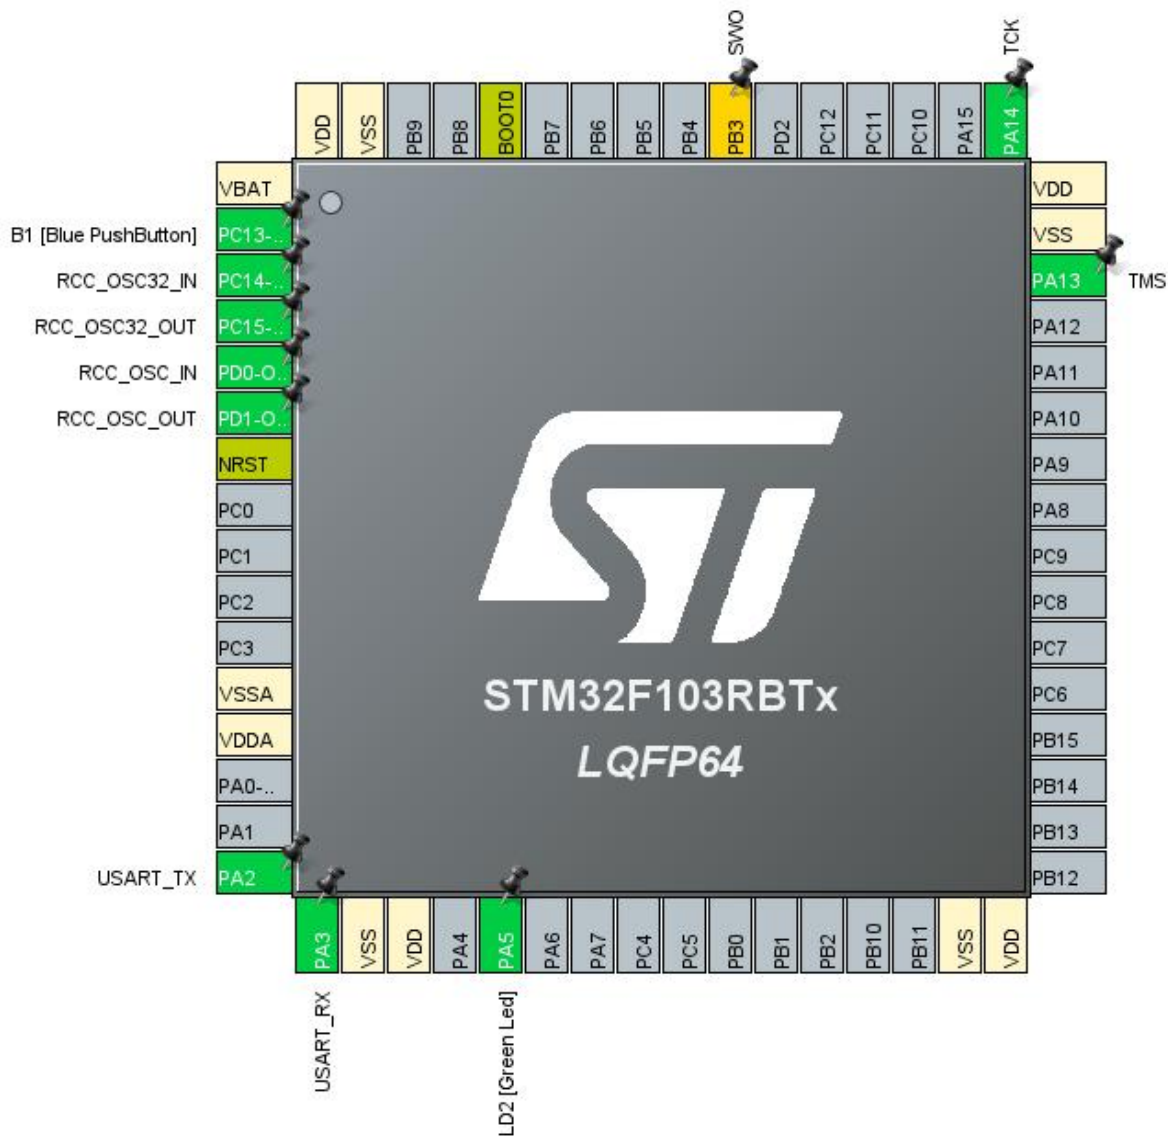 SWO
TCK
VDD
VSS
PB9
PB8
BOOT0
PB7
PB6
PB5
PB4
PB3
PD2
PC12
PC11
PC10
PA15
PA14
VBAT
B1 [Blue PushButton] PC13-..
RCC_OSC32_IN PC14-..
RCC_OSC32_OUT PC15-..
RCC_OSC_IN PD0-O..
RCC_OSC_OUT PD1-O..
NRST
PC0
PC1
PC2
PC3
VSSA
VDDA
PA0-..
PA1
USART_TX PA2
VDD
VSS
PA13 TMS
PA12
PA11
PA10
PA9
PA8
PC9
PC8
PC7
PC6
PB15
PB14
PB13
PB12
ST
STM32F103RBTx
LQFP64
PA3
VSS
VDD
PA4
PA5
PA6
PA7
PC4
PC5
PB0
PB1
PB2
PB10
PB11
VSS
VDD
USART_RX
LD2 [Green Led]